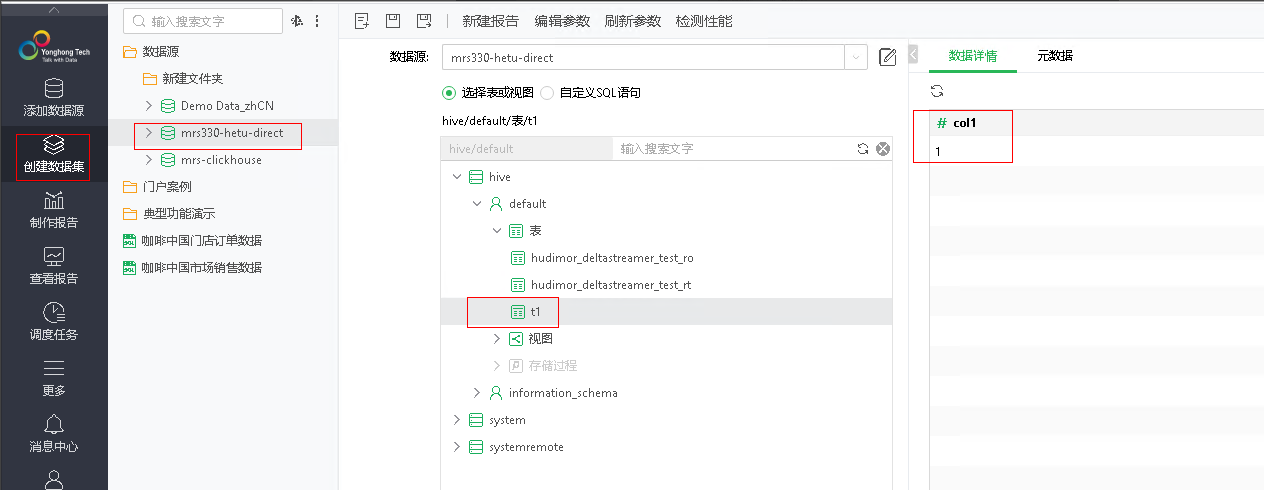 Yonghong Tech
Talk with Data
添加数据源
创建数据集
制作报告
查看报告
调度任务
更多
消息中心
输入搜索文字
数据源
新建文件夹
Demo Data_zhCN
mrs330-hetu-direct
mrs-clickhouse
门户案例
典型功能演示
咖啡中国门店订单数据
咖啡中国市场销售数据
新建报告 编辑参数 刷新参数 检测性能
数据源: mrs330-hetu-direct
选择表或视图 自定义SQL语句
hive/default/表/t1
hive/default 输入搜索文字
hive
default
表
hudimor_deltastreamer_test_ro
hudimor_deltastreamer_test_rt
t1
视图
存储过程
information_schema
system
systemremote
数据详情 元数据
# col1
1